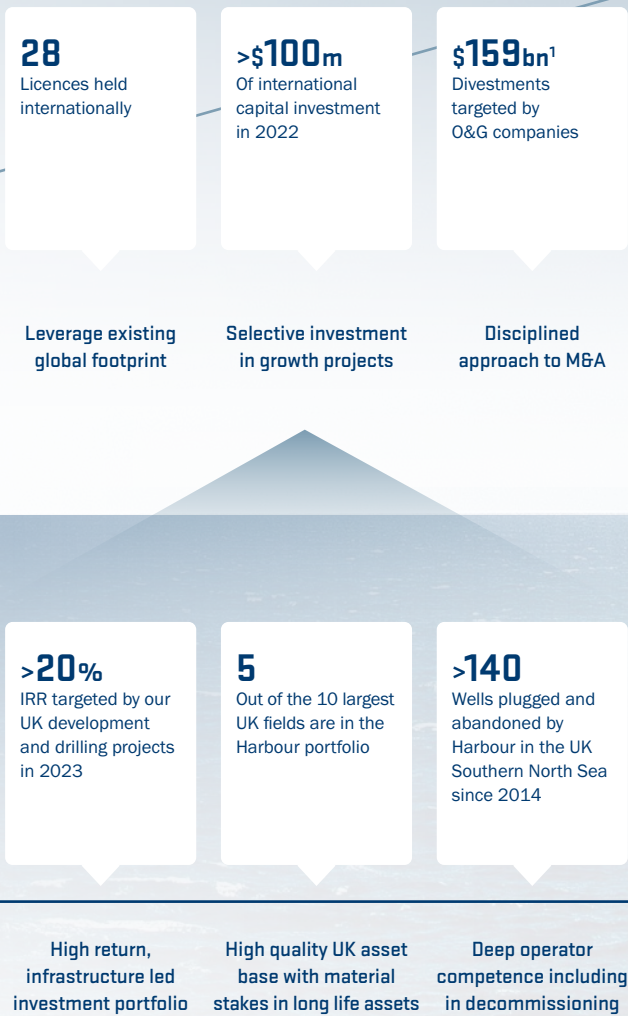 28
Licences held
internationally
>$100m
Of international
capital investment
in 2022
$159bn¹
Divestments
targeted by
O&G companies
Leverage existing
global footprint
Selective investment
in growth projects
Disciplined
approach to M&A
>20%
IRR targeted by our
UK development
and drilling projects
in 2023
5
Out of the 10 largest
UK fields are in the
Harbour portfolio
>140
Wells plugged and
abandoned by
Harbour in the UK
Southern North Sea
since 2014
High return,
infrastructure led
investment portfolio
High quality UK asset
base with material
stakes in long life assets
Deep operator
competence including
in decommissioning